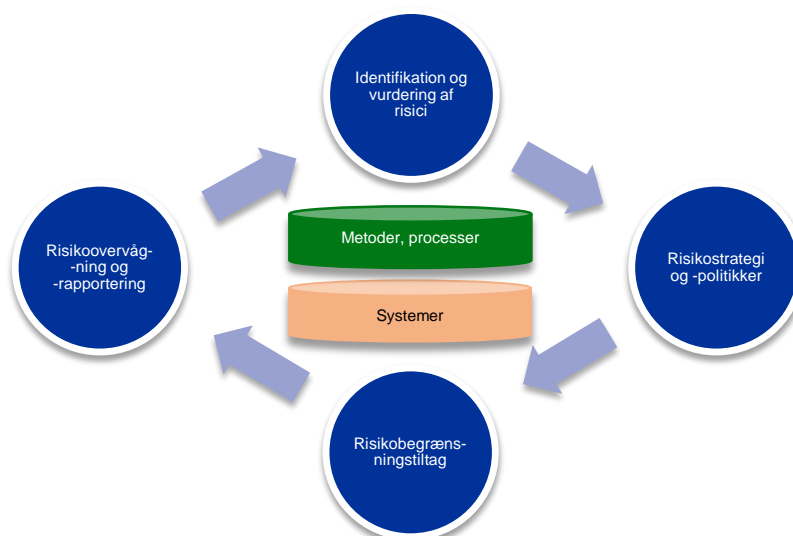 Identifikation og
vurdering af
risici
Metoder, processer
Risikoovervåg-
-ning og
-rapportering
Risikostrategi
og -politikker
Systemer
Risikobegræns-
ningstiltag